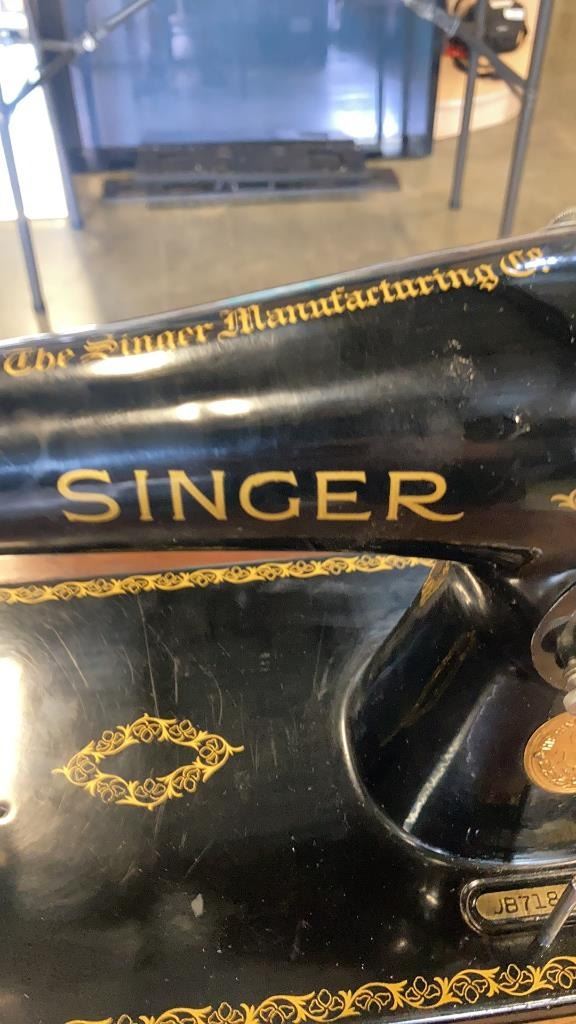 The Singer Manufacturing Co.
SINGER
JB718